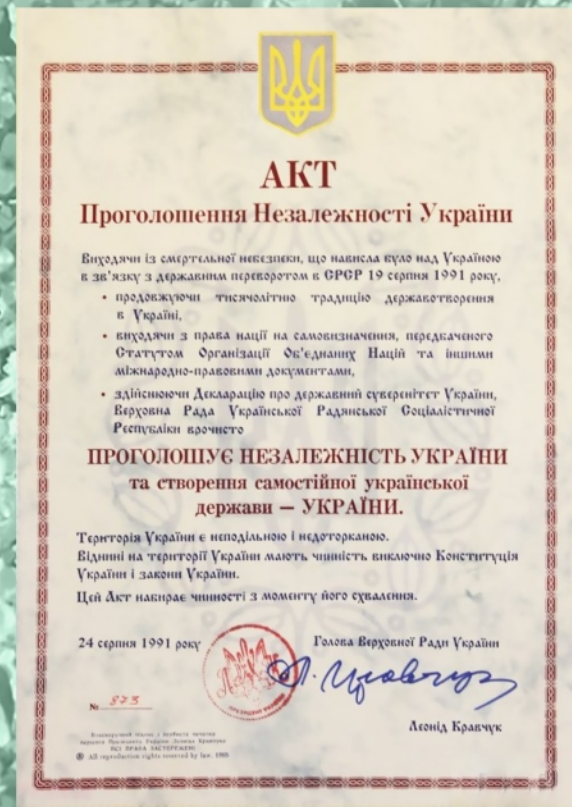 АКТ
Проголошення Незалежності України
Виходячи із смертельної небезпеки, що нависла було над Україною
в зв'язку з державним переворотом в СРСР 19 серпня 1991 року,
• продовжуючи тисячолітню традицію державотворення
в Україні,
• виходячи з права нації на самовизначення, передбаченого
Статутом Організації Об'єднаних Націй та іншими
міжнародно-правовими документами,
• здійснюючи Декларацію про державний суверенітет України,
Верховна Рада Української Радянської Соціалістичної
Республіки врочисто
ПРОГОЛОШУЄ НЕЗАЛЕЖНІСТЬ УКРАЇНИ
та створення самостійної української
держави — УКРАЇНИ.
Територія України є неподільною і недоторканою.
Віднині на території України мають чинність виключно Конституція
України і закони України.
Цей Акт набирає чинності з моменту його схвалення.
24 серпня 1991 року
Голова Верховної Ради України
Л. Кравчук
№ 873
Леонід Кравчук
ВСІ ПРАВА ЗАСТЕРЕЖЕНІ
® All reproduction rights reserved by law.